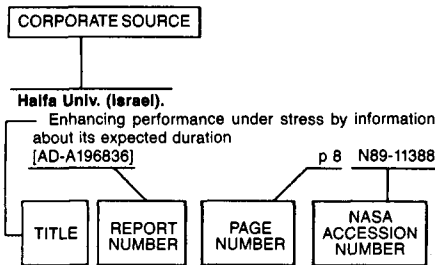 CORPORATE SOURCE
Haifa Univ. (Israel).
Enhancing performance under stress by information
about its expected duration
[AD-A196836] p 8 N89-11388
TITLE
REPORT
NUMBER
PAGE
NUMBER
NASA
ACCESSION
NUMBER